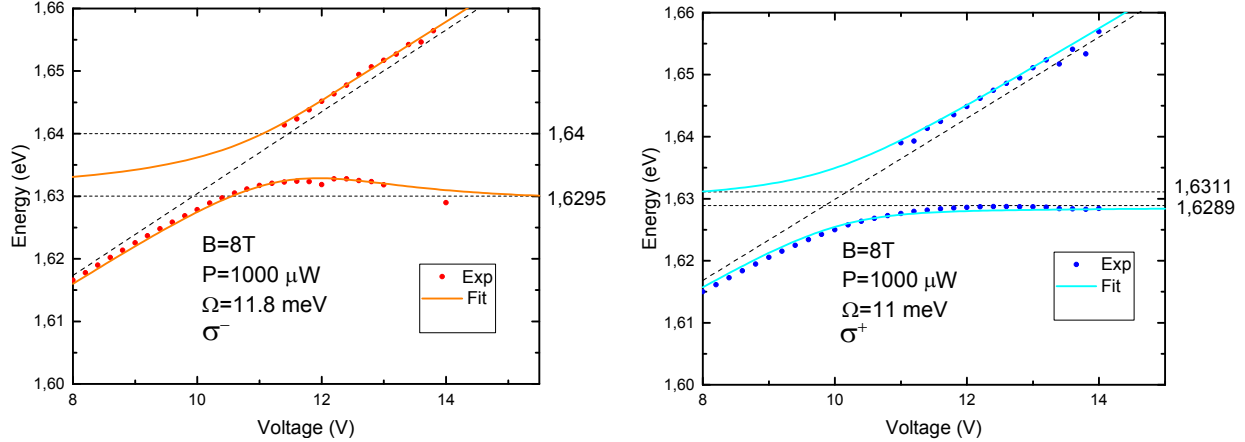 Energy (eV)
1,66
1,65
1,64
1,63
1,62
1,61
1,60
8
10
12
14
Voltage (V)
1,64
1,6295
B=8T
P=1000 μW
Ω=11.8 meV
σ⁻
Exp
Fit
Energy (eV)
1,66
1,65
1,64
1,63
1,62
1,61
1,60
8
10
12
14
Voltage (V)
1,6311
1,6289
B=8T
P=1000 μW
Ω=11 meV
σ⁺
Exp
Fit